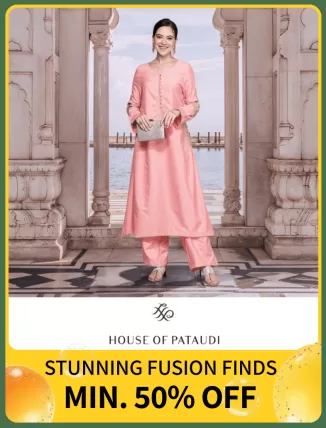 HOUSE OF PATAUDI
STUNNING FUSION FINDS
MIN. 50% OFF